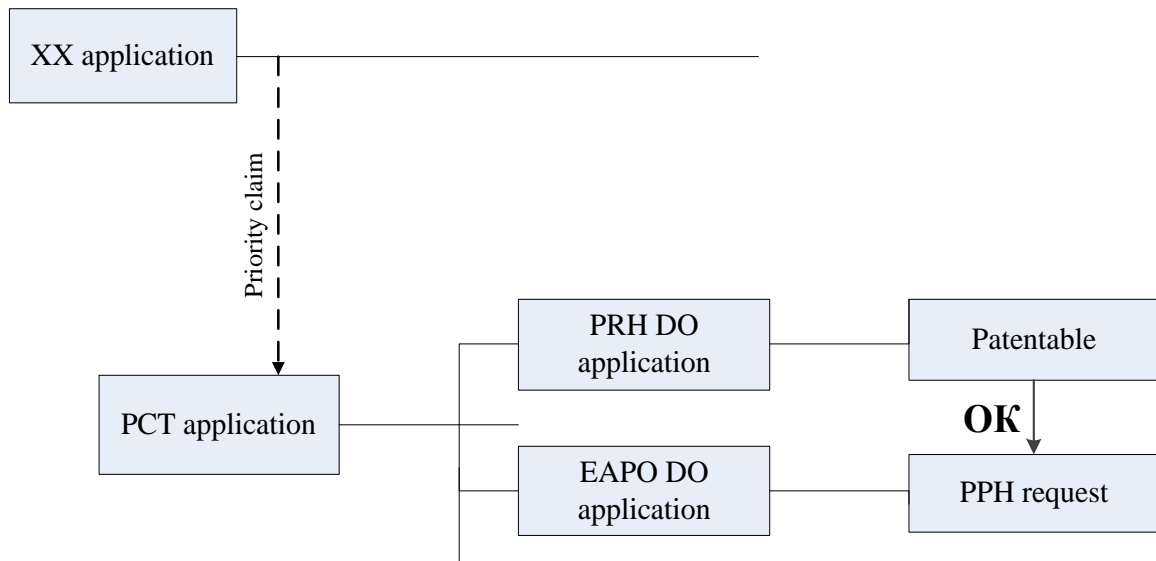 XX application
Priority claim
PRH DO
application
Patentable
PCT application
OK
EAPO DO
application
PPH request